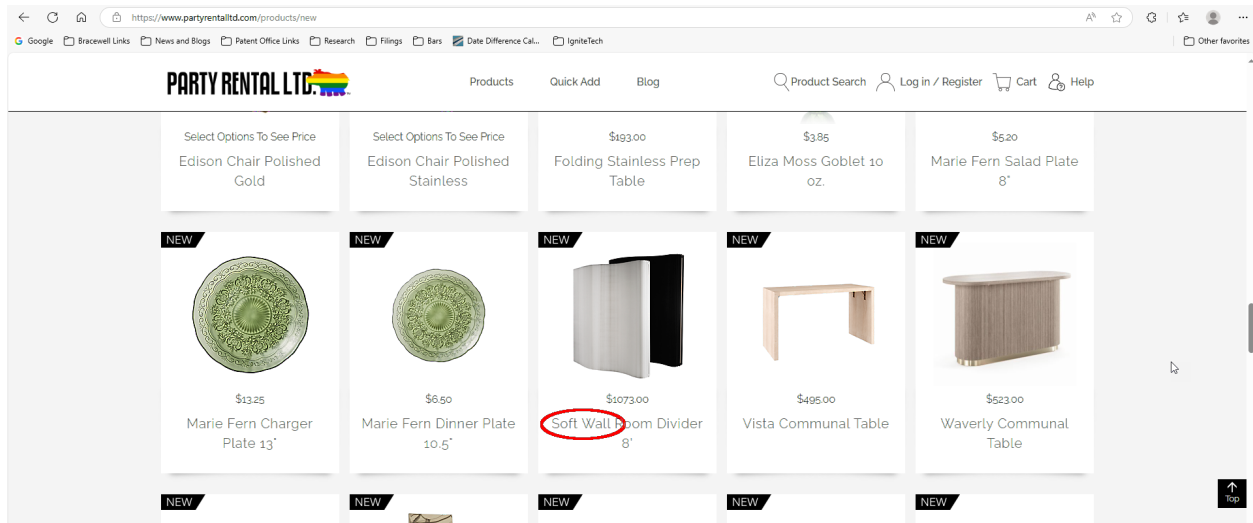 https://www.partyrentalltd.com/products/new
Google Bracewell Links News and Blogs Patent Office Links Research Filings Bars Date Difference Cal... IgniteTech Other favorites
PARTY RENTAL LTD. Products Quick Add Blog Product Search Log in / Register Cart Help
Select Options To See Price
Edison Chair Polished
Gold
Select Options To See Price
Edison Chair Polished
Stainless
$193.00
Folding Stainless Prep
Table
$3.85
Eliza Moss Goblet 10
oz.
$5.20
Marie Fern Salad Plate
8"
NEW
$13.25
Marie Fern Charger
Plate 13"
NEW
$6.50
Marie Fern Dinner Plate
10.5"
NEW
$1073.00
Soft Wall Room Divider
8'
NEW
$495.00
Vista Communal Table
NEW
$523.00
Waverly Communal
Table
Top
NEW
NEW
NEW
NEW
NEW